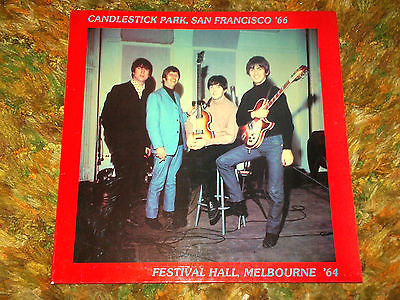 CANDLESTICK PARK, SAN FRANCISCO '66
FESTIVAL HALL, MELBOURNE '64